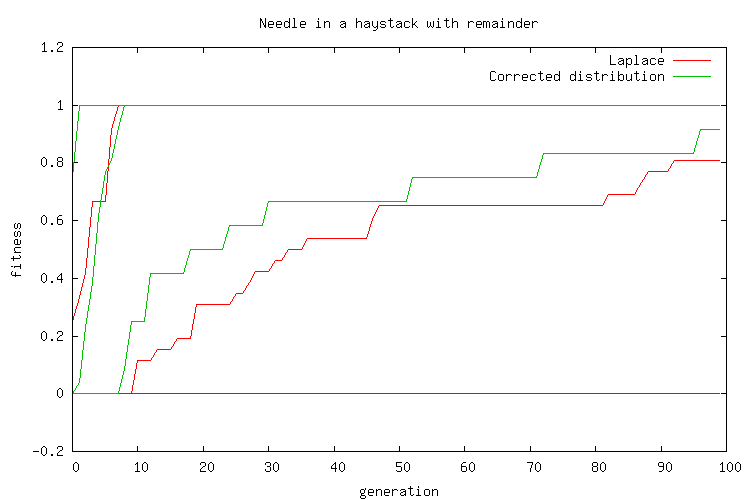 Needle in a haystack with remainder
1.2
Laplace
Corrected distribution
1
0.8
0.6
fitness
0.4
0.2
0
-0.2
0 10 20 30 40 50 60 70 80 90 100
generation